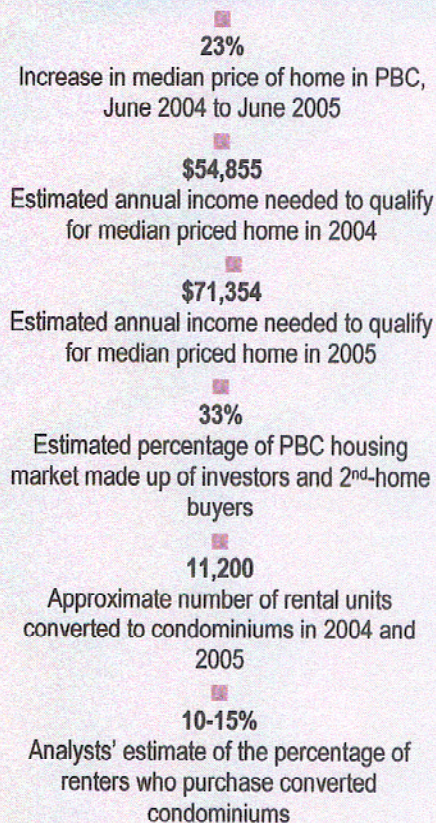 23%
Increase in median price of home in PBC,
June 2004 to June 2005
$54,855
Estimated annual income needed to qualify
for median priced home in 2004
$71,354
Estimated annual income needed to qualify
for median priced home in 2005
33%
Estimated percentage of PBC housing
market made up of investors and 2nd-home
buyers
11,200
Approximate number of rental units
converted to condominiums in 2004 and
2005
10-15%
Analysts' estimate of the percentage of
renters who purchase converted
condominiums